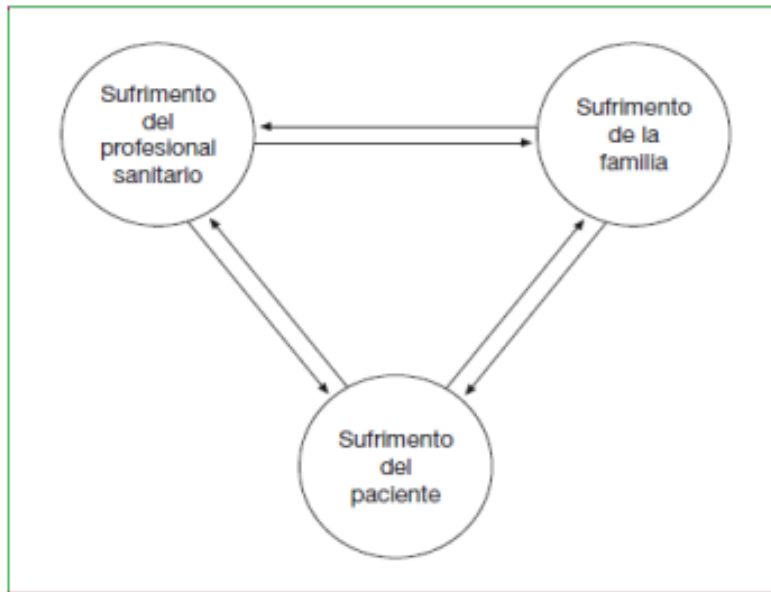 Sufrimento
del
profesional
sanitario
Sufrimento
de la
familia
Sufrimento
del
paciente